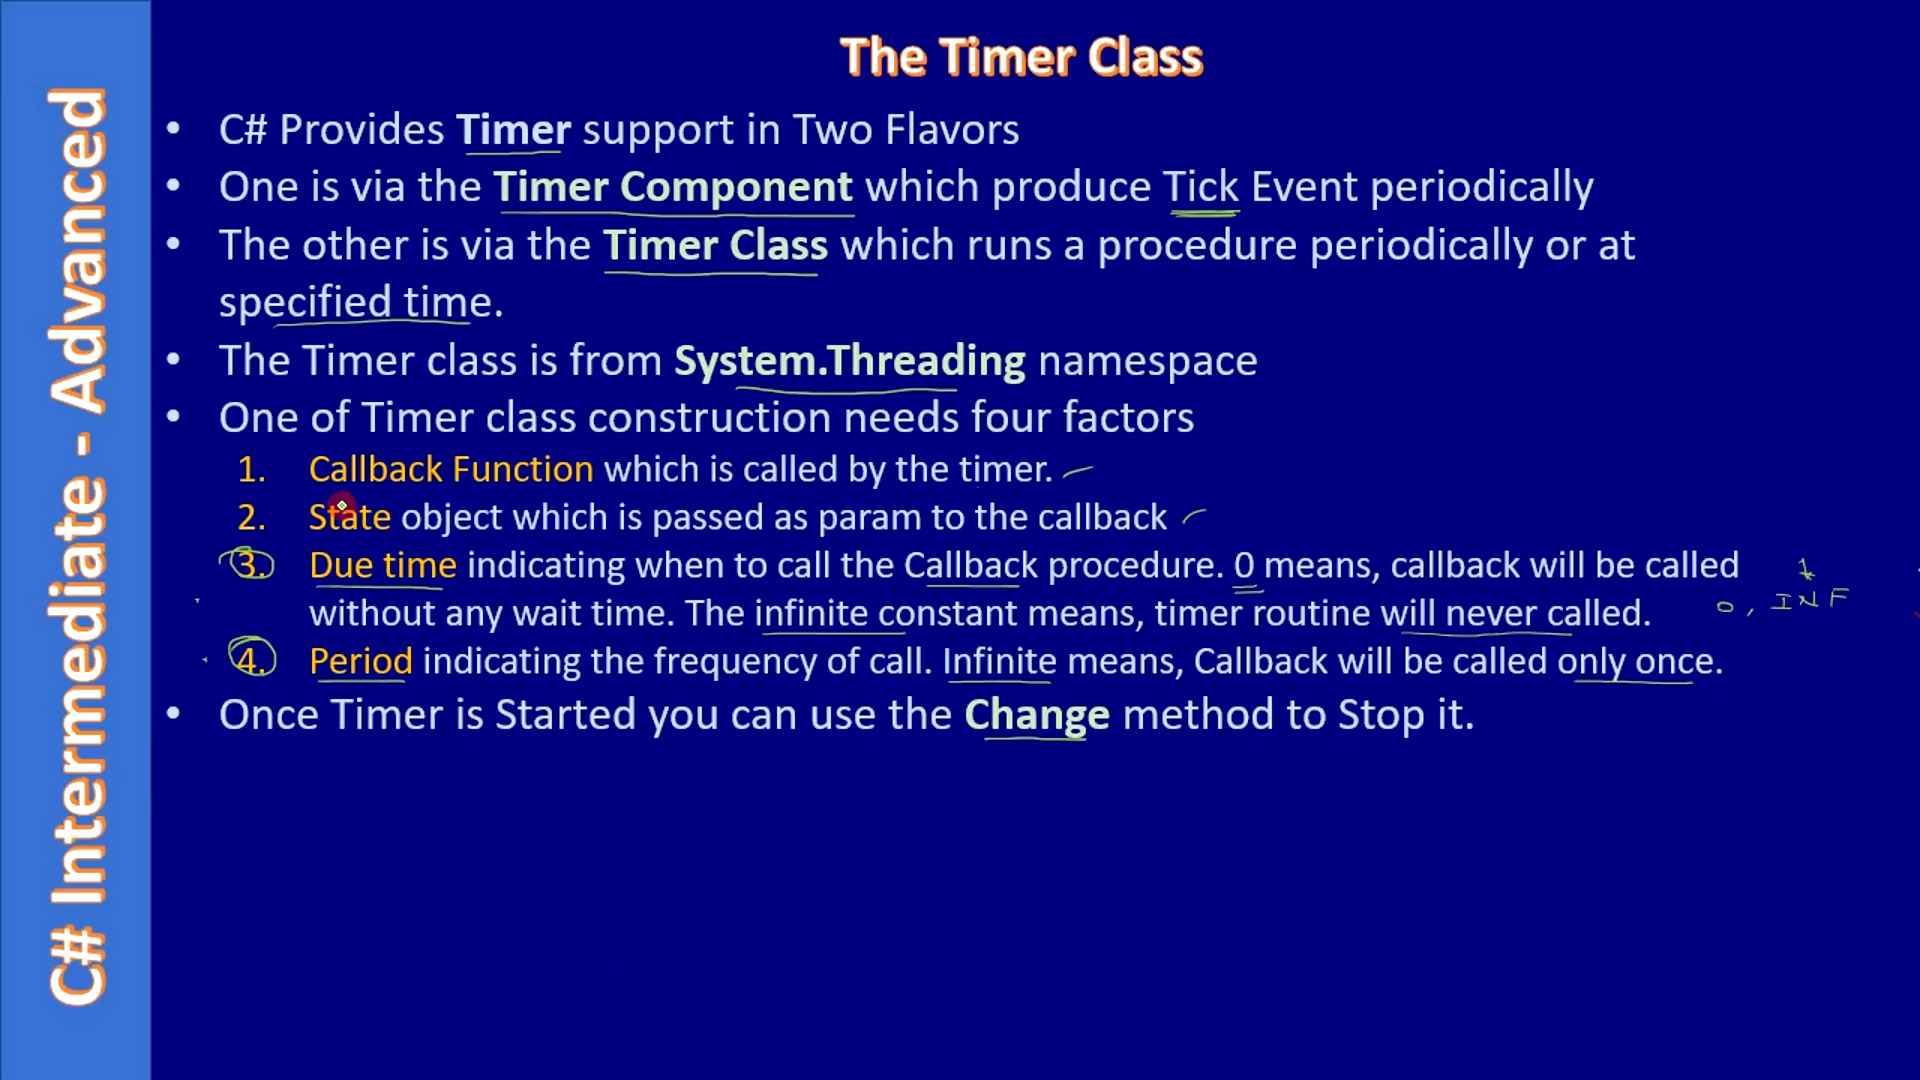 C# Intermediate - Advanced
The Timer Class
• C# Provides Timer support in Two Flavors
• One is via the Timer Component which produce Tick Event periodically
• The other is via the Timer Class which runs a procedure periodically or at
specified time.
• The Timer class is from System.Threading namespace
• One of Timer class construction needs four factors
1. Callback Function which is called by the timer.
2. State object which is passed as param to the callback
3. Due time indicating when to call the Callback procedure. 0 means, callback will be called
without any wait time. The infinite constant means, timer routine will never called.
0, INF
4. Period indicating the frequency of call. Infinite means, Callback will be called only once.
• Once Timer is Started you can use the Change method to Stop it.